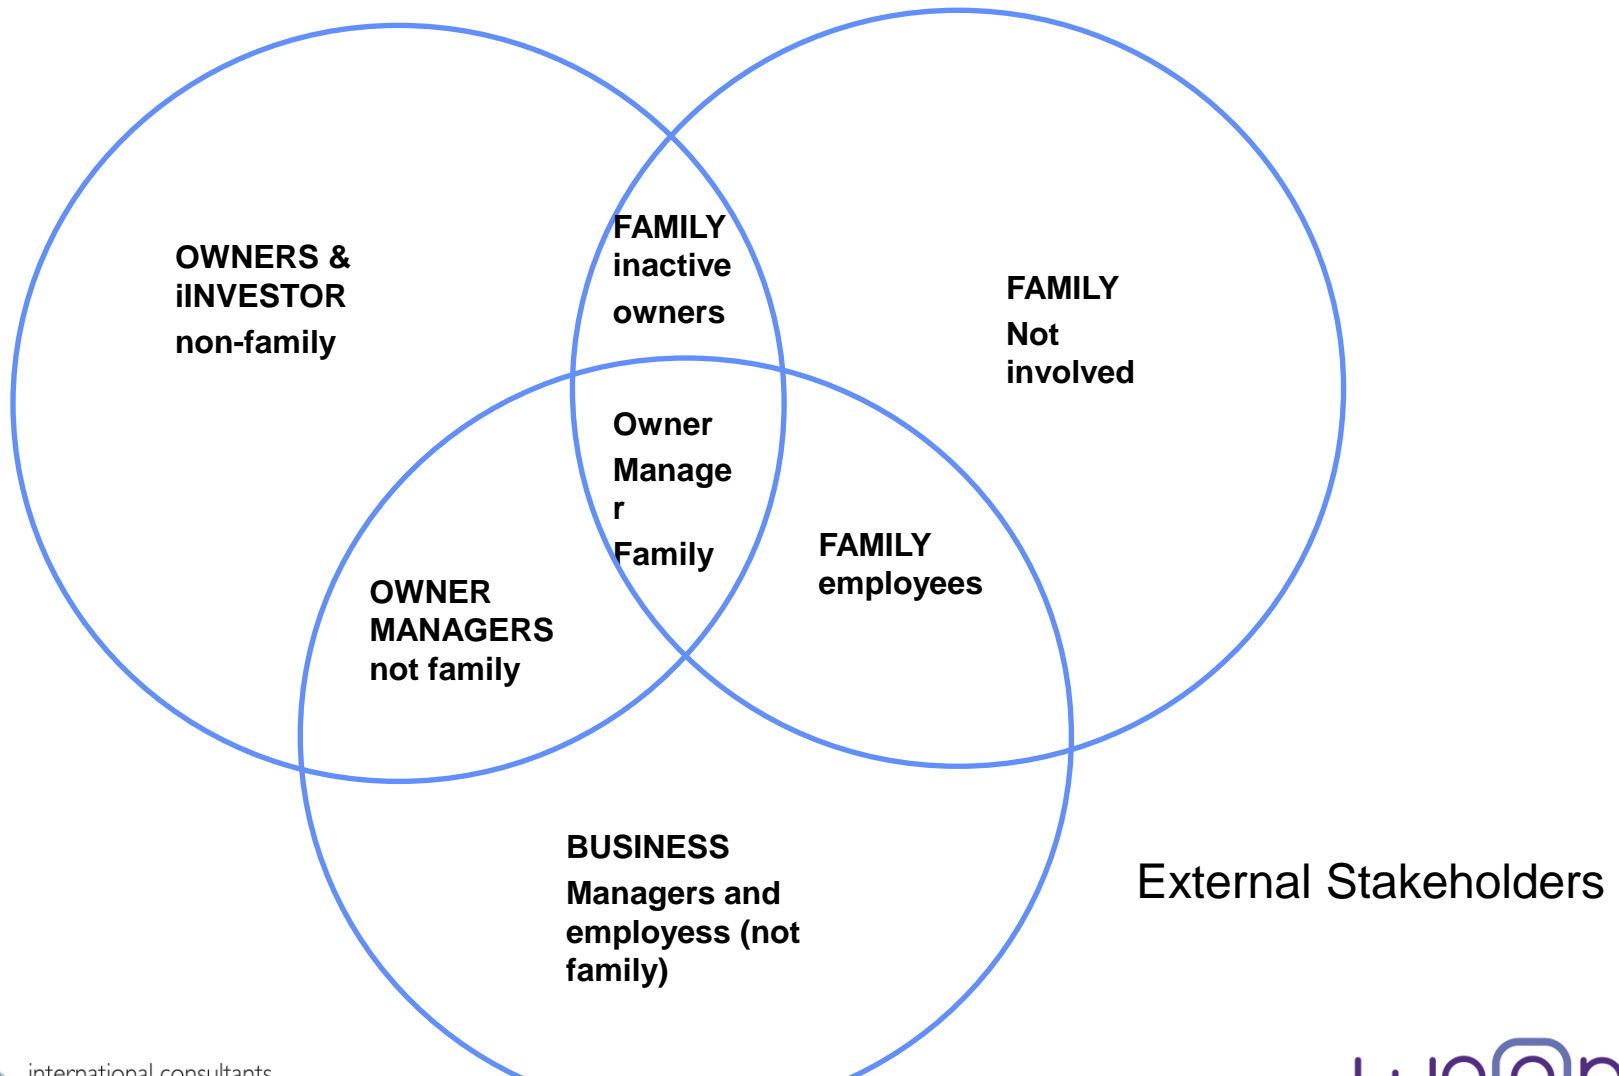 OWNERS &
iINVESTOR
non-family
FAMILY
inactive
owners
FAMILY
Not
involved
Owner
Manage
r
Family
FAMILY
employees
OWNER
MANAGERS
not family
BUSINESS
Managers and
employess (not
family)
External Stakeholders
international consultants